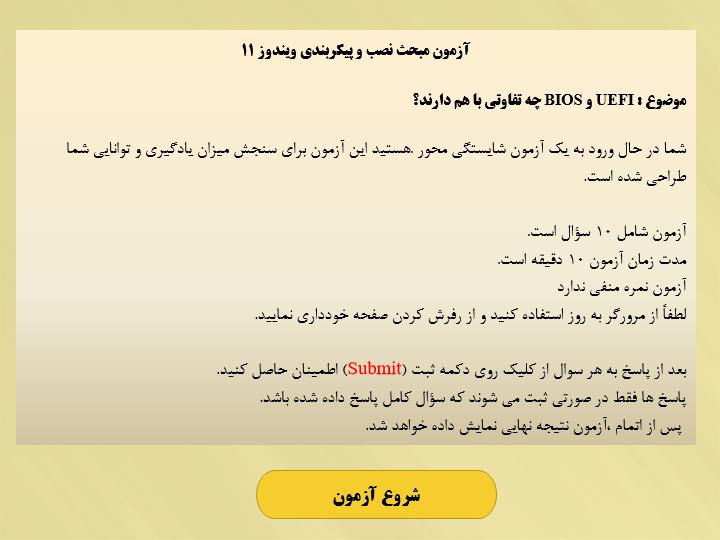 آزمون مبحث نصب و پیکربندی ویندوز ۱۱
موضوع : UEFI و BIOS چه تفاوتی با هم دارند؟
شما در حال ورود به یک آزمون شایستگی محور .هستید این آزمون برای سنجش میزان یادگیری و توانایی شما
طراحی شده است.
آزمون شامل ۱۰ سؤال است.
مدت زمان آزمون ۱۰ دقیقه است.
آزمون نمره منفی ندارد
لطفاً از مرورگر به روز استفاده کنید و از رفرش کردن صفحه خودداری نمایید.
بعد از پاسخ به هر سوال از کلیک روی دکمه ثبت (Submit) اطمینان حاصل کنید.
پاسخ ها فقط در صورتی ثبت می شوند که سؤال کامل پاسخ داده شده باشد.
پس از اتمام ،آزمون نتیجه نهایی نمایش داده خواهد شد.
شروع آزمون